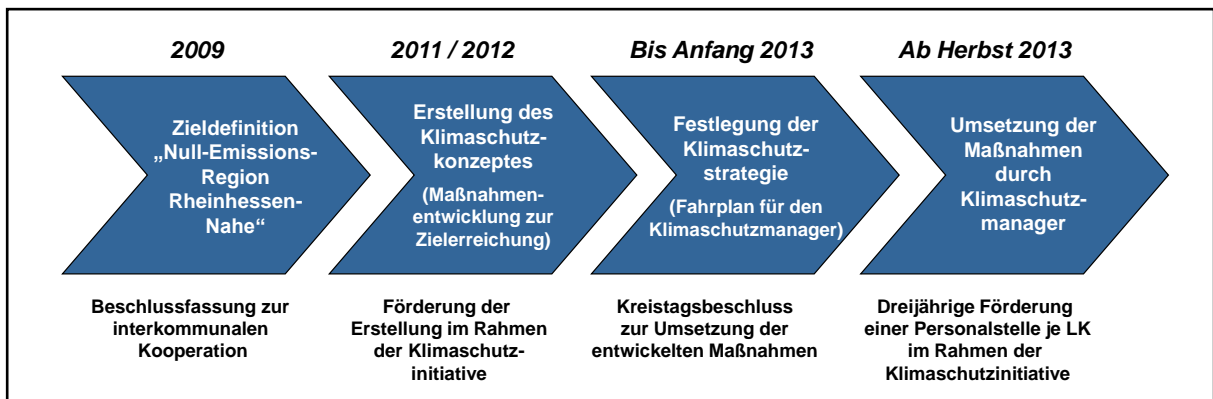 2009
Zieldefinition
„Null-Emissions-
Region
Rheinhessen-
Nahe“
Beschlussfassung zur
interkommunalen
Kooperation
2011 / 2012
Erstellung des
Klimaschutz-
konzeptes
(Maßnahmen-
entwicklung zur
Zielerreichung)
Förderung der
Erstellung im Rahmen
der Klimaschutz-
initiative
Bis Anfang 2013
Festlegung der
Klimaschutz-
strategie
(Fahrplan für den
Klimaschutzmanager)
Kreistagsbeschluss
zur Umsetzung der
entwickelten Maßnahmen
Ab Herbst 2013
Umsetzung der
Maßnahmen
durch
Klimaschutz-
manager
Dreijährige Förderung
einer Personalstelle je LK
im Rahmen der
Klimaschutzinitiative